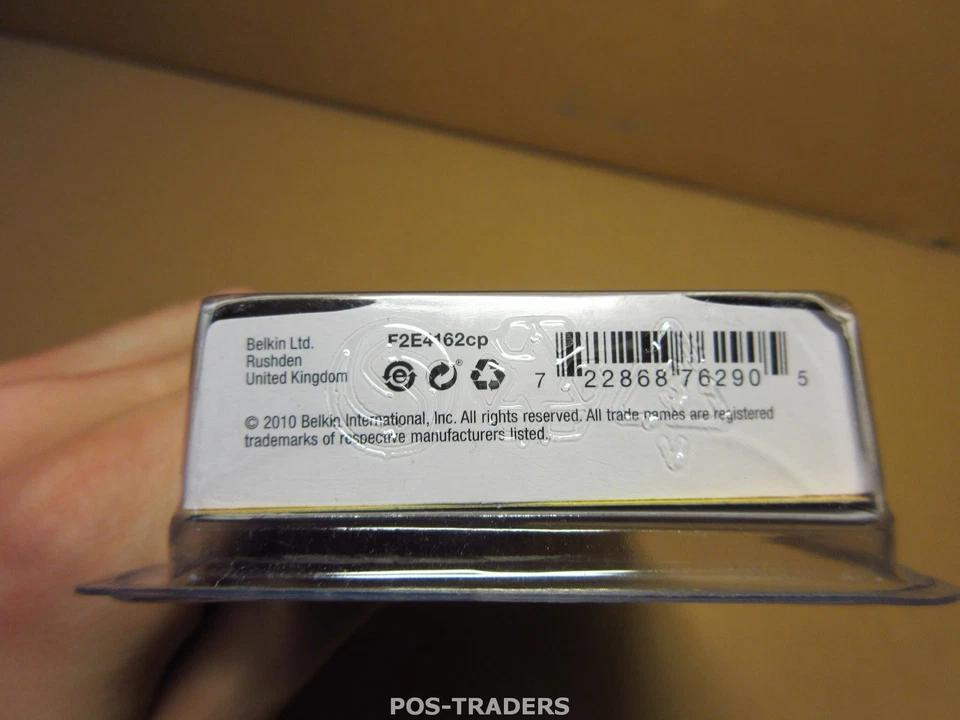 Belkin Ltd.
Rushden
United Kingdom
F2E4162cp
e
®
7 22868 76290 5
© 2010 Belkin International, Inc. All rights reserved. All trade names are registered
trademarks of respective manufacturers listed.
POS-TRADERS